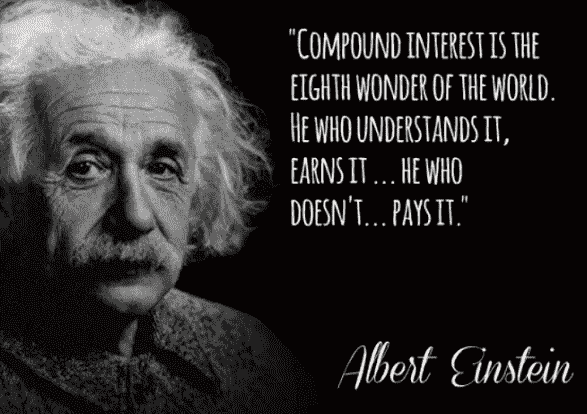 "COMPOUND INTEREST IS THE
EIGHTH WONDER OF THE WORLD.
HE WHO UNDERSTANDS IT,
EARNS IT ... HE WHO
DOESN'T... PAYS IT."
Albert Einstein